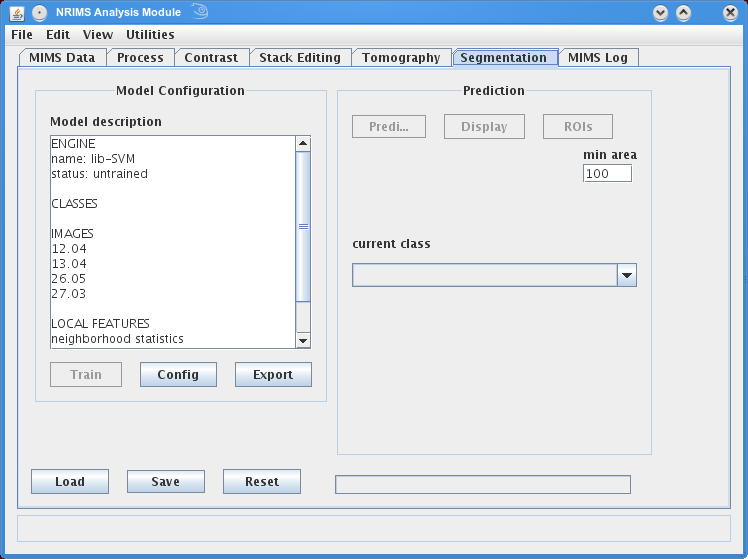 NRIMS Analysis Module
File Edit View Utilities
MIMS Data Process Contrast Stack Editing Tomography Segmentation MIMS Log
Model Configuration
Model description
ENGINE
name: lib-SVM
status: untrained
CLASSES
IMAGES
12.04
13.04
26.05
27.03
LOCAL FEATURES
neighborhood statistics
Train Config Export
Prediction
Predi... Display ROIs
min area
100
current class
Load Save Reset